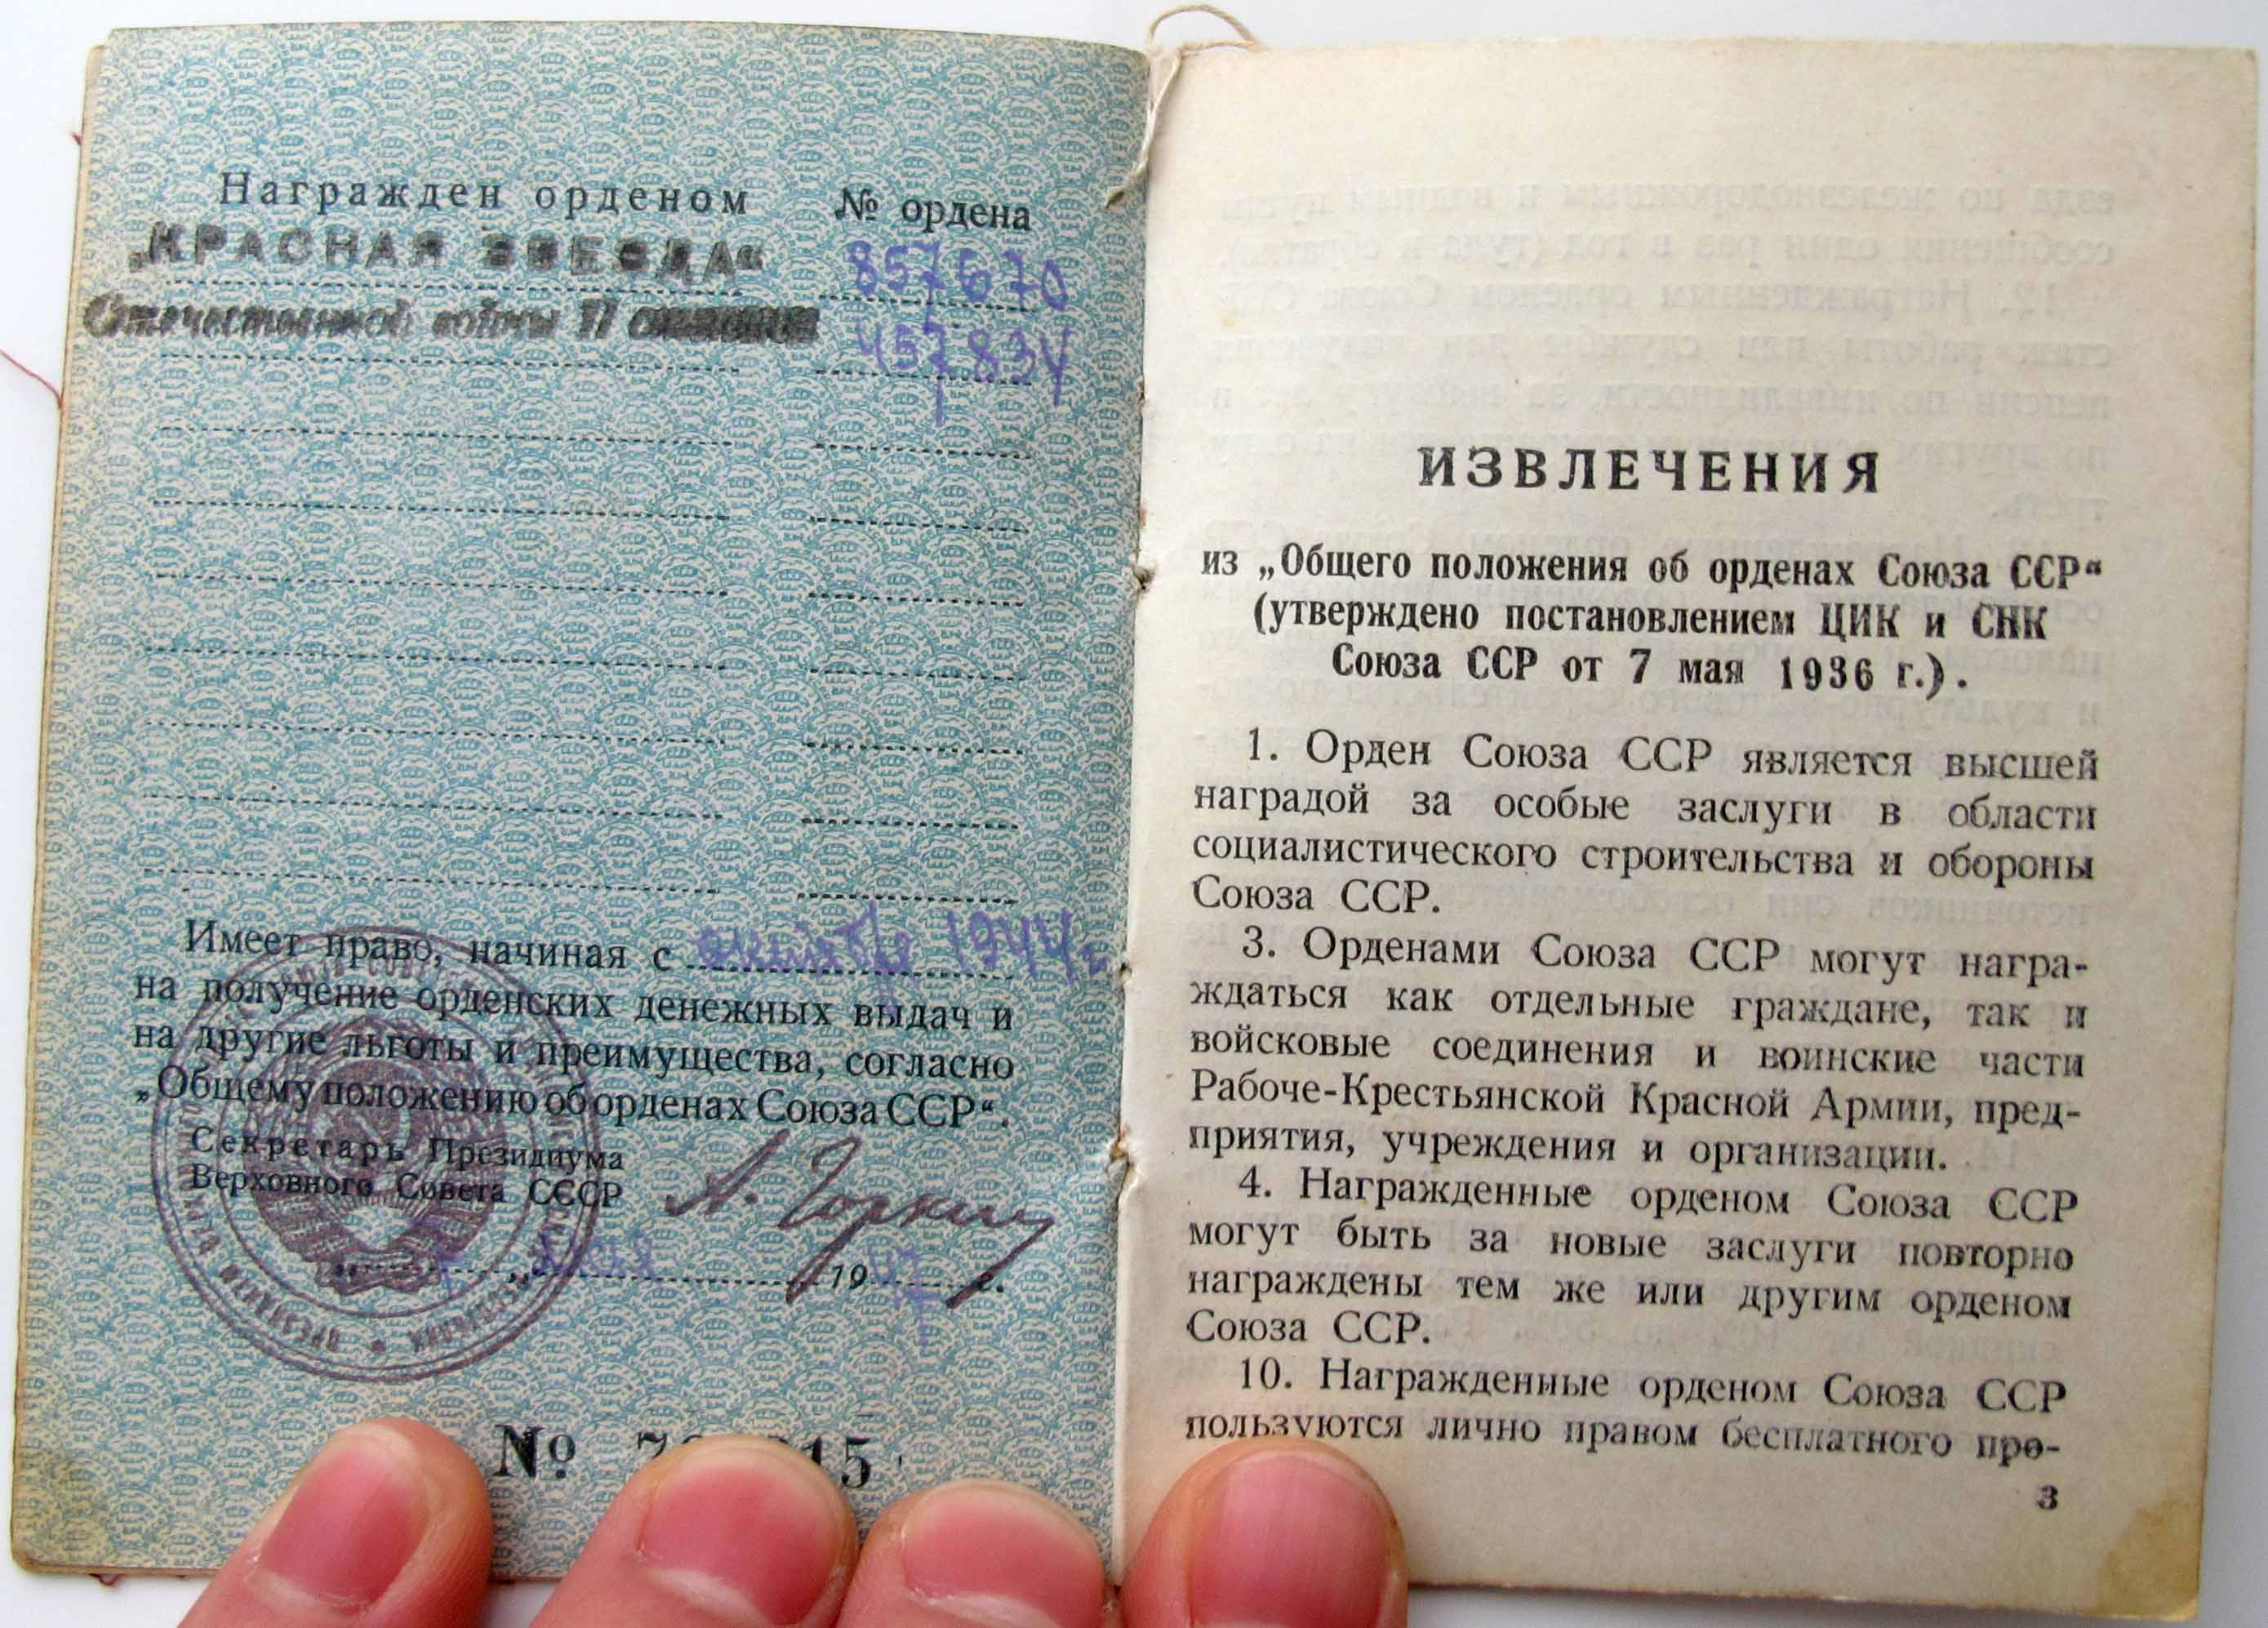 Награжден орденом № ордена
„КРАСНАЯ ЗВЕЗДА“ 857670
Отечественной войны II степени 457834
Имеет право, начиная с октября 1944 г.
на получение орденских денежных выдач и
на другие льготы и преимущества, согласно
„Общему положению об орденах Союза ССР“.
Секретарь Президиума
Верховного Совета СССР
А. Горкин
мая 1947 г.
№ 15
ИЗВЛЕЧЕНИЯ
из „Общего положения об орденах Союза ССР“
(утверждено постановлением ЦИК и СНК
Союза ССР от 7 мая 1936 г.).
1. Орден Союза ССР является высшей
наградой за особые заслуги в области
социалистического строительства и обороны
Союза ССР.
3. Орденами Союза ССР могут награ-
ждаться как отдельные граждане, так и
войсковые соединения и воинские части
Рабоче-Крестьянской Красной Армии, пред-
приятия, учреждения и организации.
4. Награжденные орденом Союза ССР
могут быть за новые заслуги повторно
награждены тем же или другим орденом
Союза ССР.
10. Награжденные орденом Союза ССР
пользуются лично правом бесплатного про-
3